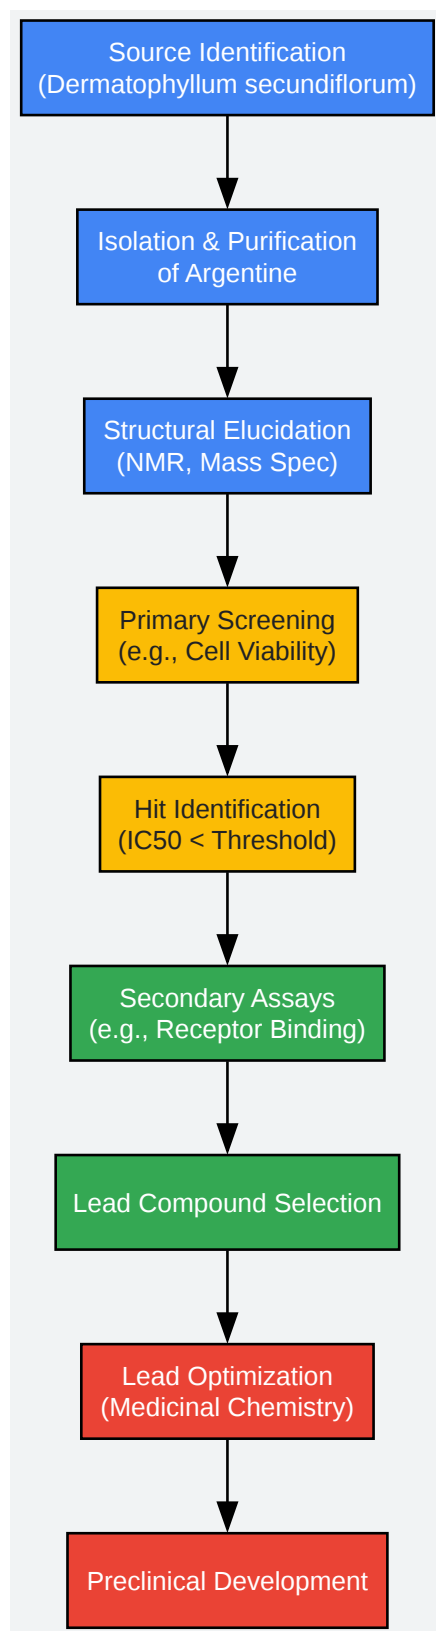 Source Identification
(Dermatophyllum secundiflorum)
Isolation & Purification
of Argentine
Structural Elucidation
(NMR, Mass Spec)
Primary Screening
(e.g., Cell Viability)
Hit Identification
(IC50 < Threshold)
Secondary Assays
(e.g., Receptor Binding)
Lead Compound Selection
Lead Optimization
(Medicinal Chemistry)
Preclinical Development